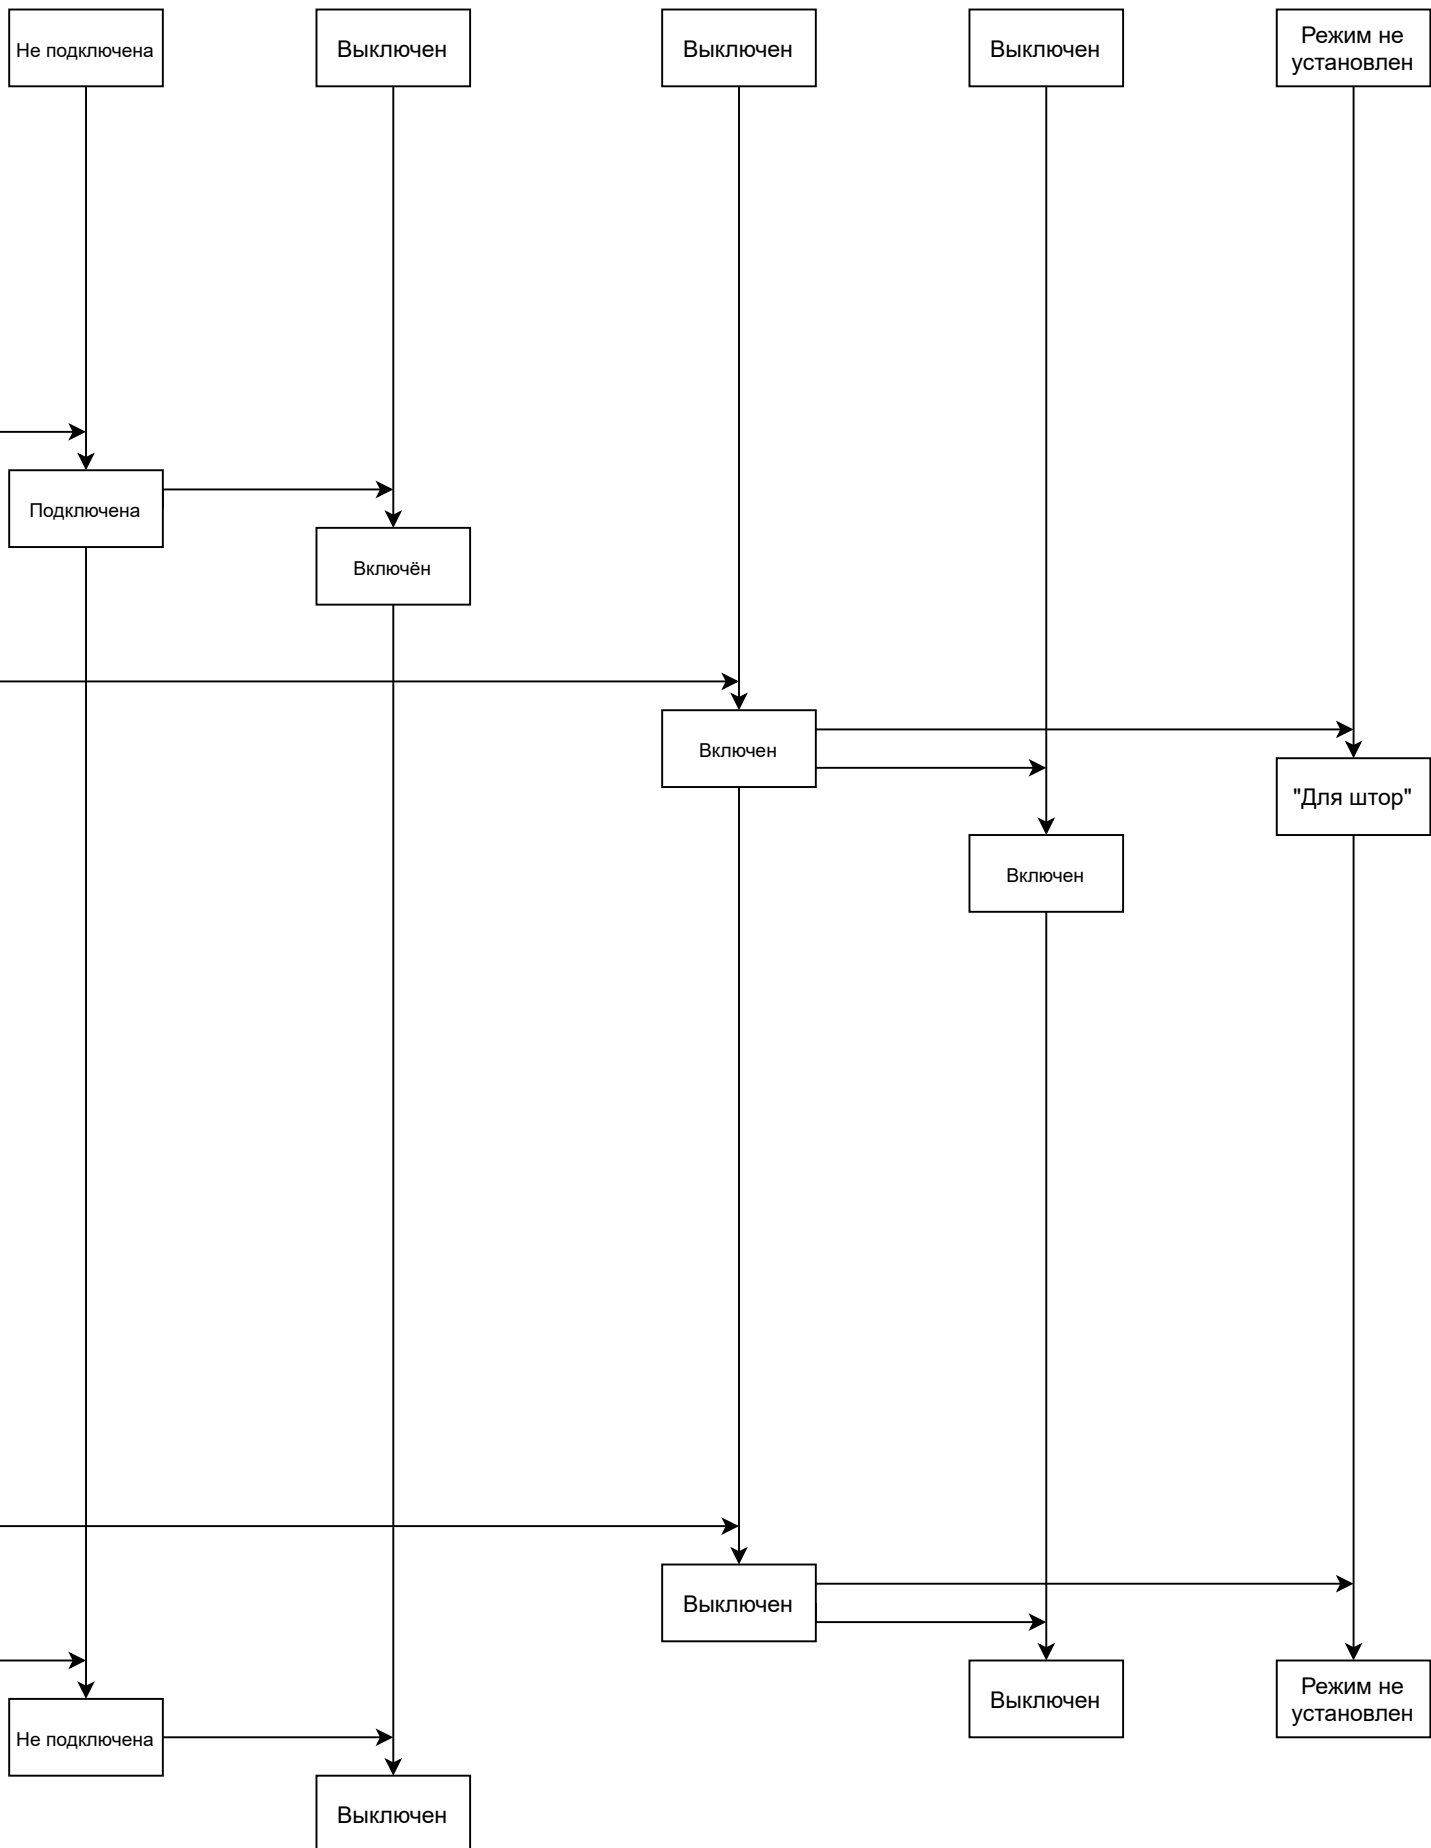 Не подключена
Выключен
Выключен
Выключен
Режим не
установлен
Подключена
Включён
Включен
"Для штор"
Включен
Выключен
Выключен
Режим не
установлен
Не подключена
Выключен